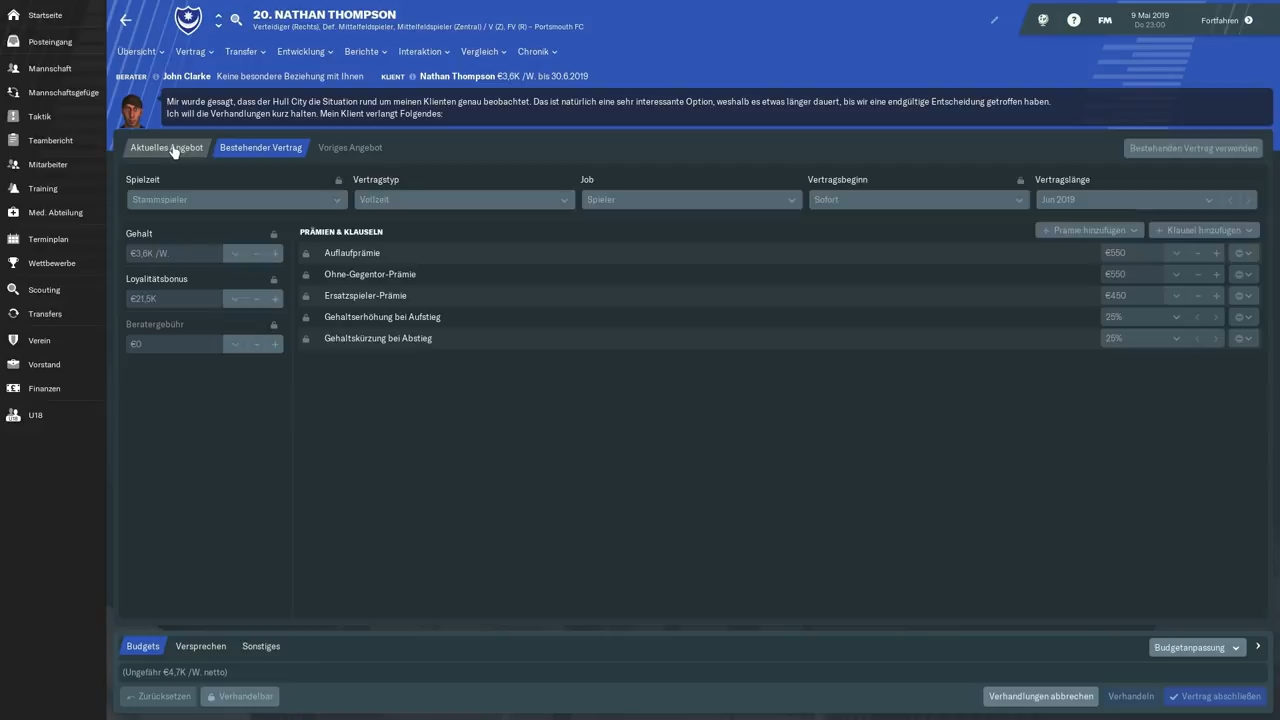 Startseite
Posteingang
Mannschaft
Mannschaftsgefüge
Taktik
Teambericht
Mitarbeiter
Training
Med. Abteilung
Terminplan
Wettbewerbe
Scouting
Transfers
Verein
Vorstand
Finanzen
U18
20. NATHAN THOMPSON
Verteidiger (Rechts), Def. Mittelfeldspieler, Mittelfeldspieler (Zentral) / V (Z), FV (R) - Portsmouth FC
FM
9 Mai 2019
Do 23:00
Fortfahren
Übersicht Vertrag Transfer Entwicklung Berichte Interaktion Vergleich Chronik
BERATER John Clarke Keine besondere Beziehung mit Ihnen KLIENT Nathan Thompson €3,6K /W. bis 30.6.2019
Mir wurde gesagt, dass der Hull City die Situation rund um meinen Klienten genau beobachtet. Das ist natürlich eine sehr interessante Option, weshalb es etwas länger dauert, bis wir eine endgültige Entscheidung getroffen haben.
Ich will die Verhandlungen kurz halten. Mein Klient verlangt Folgendes:
Aktuelles Angebot Bestehender Vertrag Voriges Angebot Bestehenden Vertrag verwenden
Spielzeit Vertragstyp Job Vertragsbeginn Vertragslänge
Stammspieler Vollzeit Spieler Sofort Jun 2019
Gehalt
€3,6K /W.
Loyalitätsbonus
€21,5K
Beratergebühr
€0
PRÄMIEN & KLAUSELN + Prämie hinzufügen + Klausel hinzufügen
Auflaufprämie €550
Ohne-Gegentor-Prämie €550
Ersatzspieler-Prämie €450
Gehaltserhöhung bei Aufstieg 25%
Gehaltskürzung bei Abstieg 25%
Budgets Versprechen Sonstiges Budgetanpassung
(Ungefähr €4,7K /W. netto)
Zurücksetzen Verhandelbar Verhandlungen abbrechen Verhandeln Vertrag abschließen